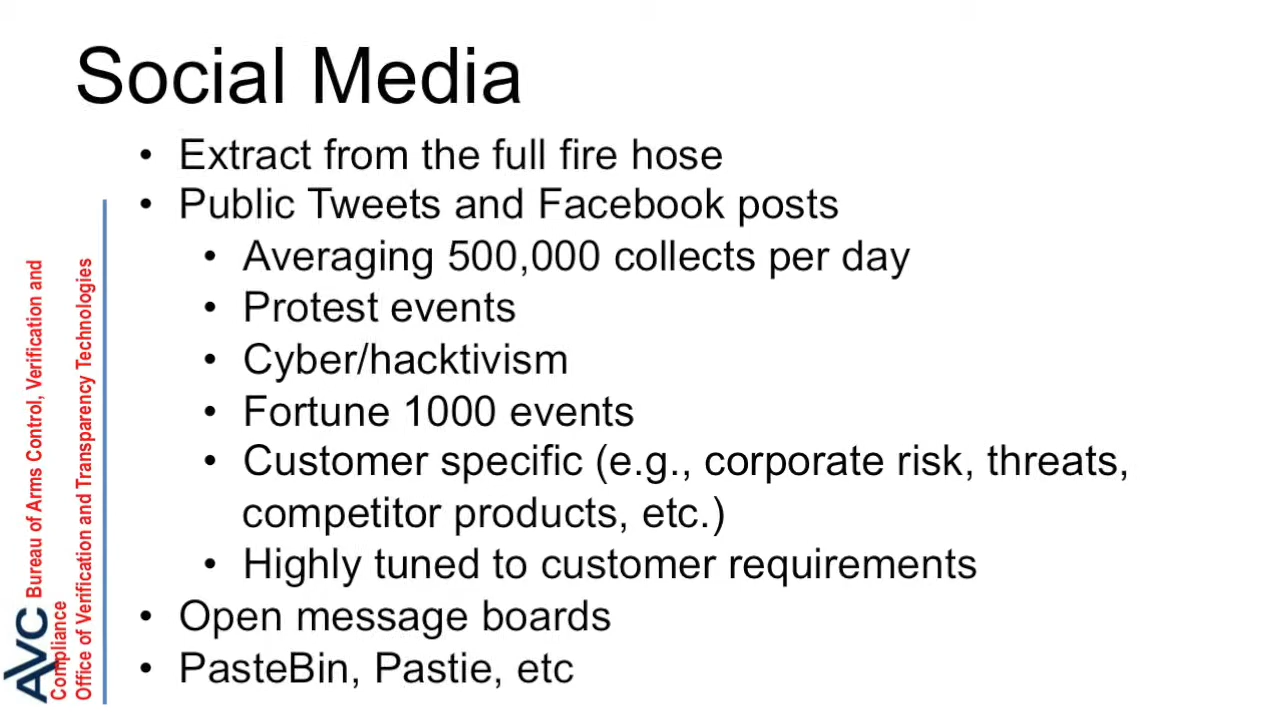 Social Media
• Extract from the full fire hose
• Public Tweets and Facebook posts
• Averaging 500,000 collects per day
• Protest events
• Cyber/hacktivism
• Fortune 1000 events
• Customer specific (e.g., corporate risk, threats,
competitor products, etc.)
• Highly tuned to customer requirements
• Open message boards
• PasteBin, Pastie, etc
AVC Bureau of Arms Control, Verification and
Compliance
Office of Verification and Transparency Technologies